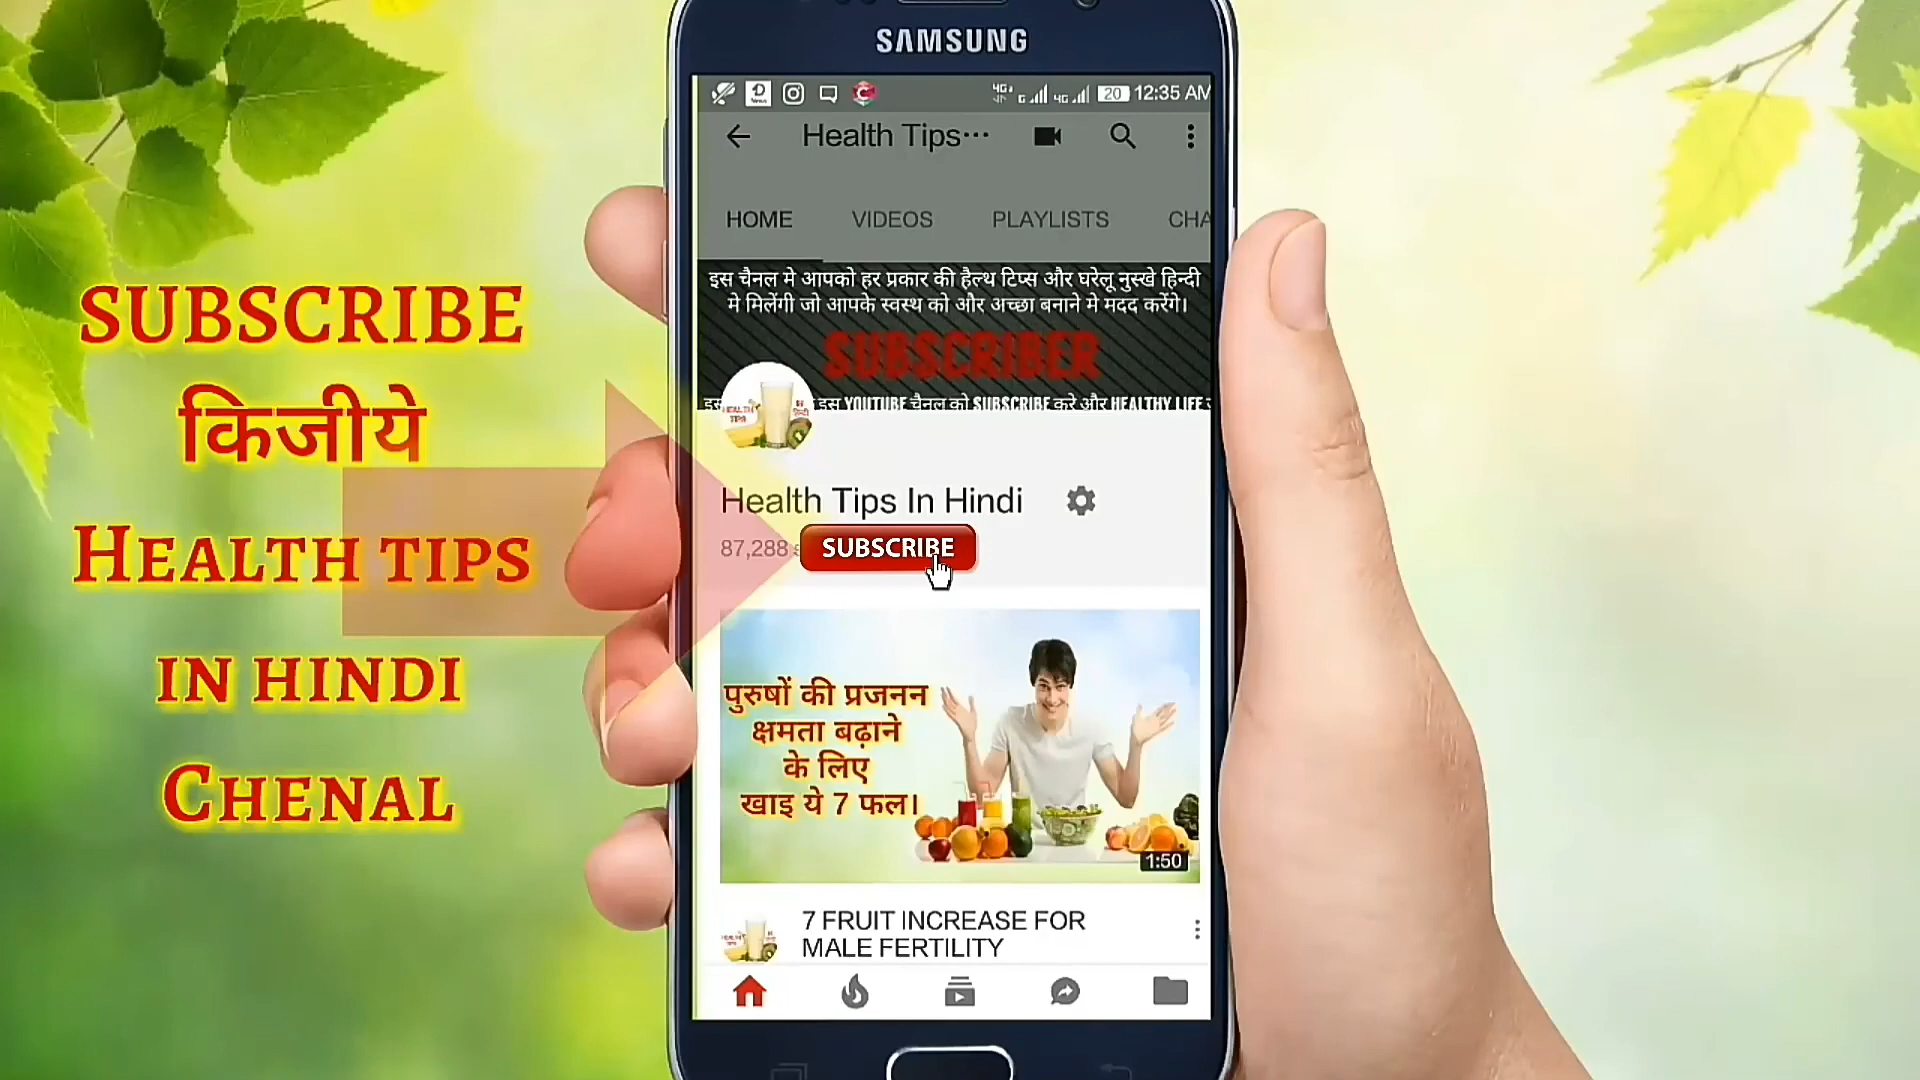 SUBSCRIBE
किजीये
HEALTH TIPS
IN HINDI
CHENAL
SAMSUNG
20 12:35 AM
Health Tips...
HOME VIDEOS PLAYLISTS CHA
इस चैनल मे आपको हर प्रकार की हैल्थ टिप्स और घरेलू नुस्खे हिन्दी
मे मिलेंगी जो आपके स्वस्थ को ओर अच्छा बनाने मे मदद करेंगे।
SUBSCRIBER
इस YOUTUBE चैनल को SUBSCRIBE करे और HEALTHY LIFE
Health Tips In Hindi
87,288
SUBSCRIBE
पुरुषों की प्रजनन
क्षमता बढ़ाने
के लिए
खाइ ये 7 फल।
1:50
7 FRUIT INCREASE FOR
MALE FERTILITY